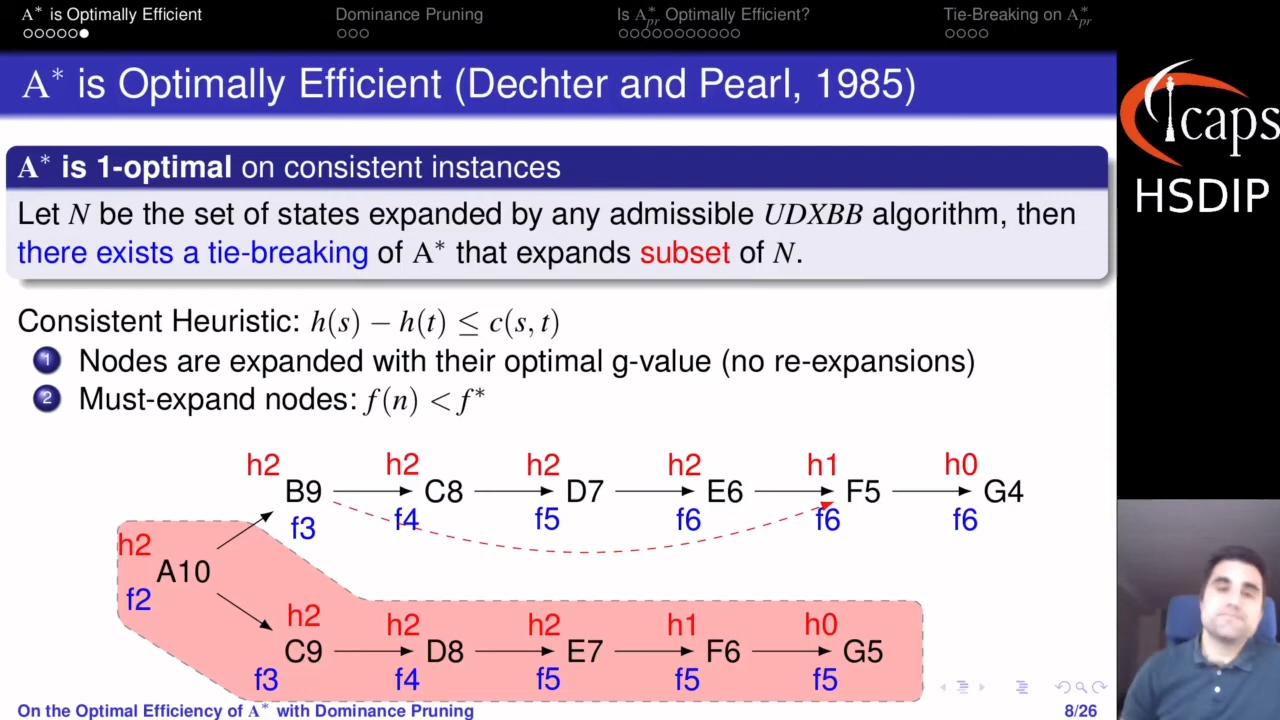 A* is Optimally Efficient
Dominance Pruning
Is A*pr Optimally Efficient?
Tie-Breaking on A*pr
A* is Optimally Efficient (Dechter and Pearl, 1985)
A* is 1-optimal on consistent instances
Let N be the set of states expanded by any admissible UDXBB algorithm, then
there exists a tie-breaking of A* that expands subset of N.
Consistent Heuristic: h(s) − h(t) ≤ c(s, t)
1 Nodes are expanded with their optimal g-value (no re-expansions)
2 Must-expand nodes: f(n) < f*
h2 h2 h2 h2 h1 h0
B9 C8 D7 E6 F5 G4
f3 f4 f5 f6 f6 f6
h2
A10
f2
h2 h2 h2 h1 h0
C9 D8 E7 F6 G5
f3 f4 f5 f5 f5
On the Optimal Efficiency of A* with Dominance Pruning
8/26
Icaps
HSDIP